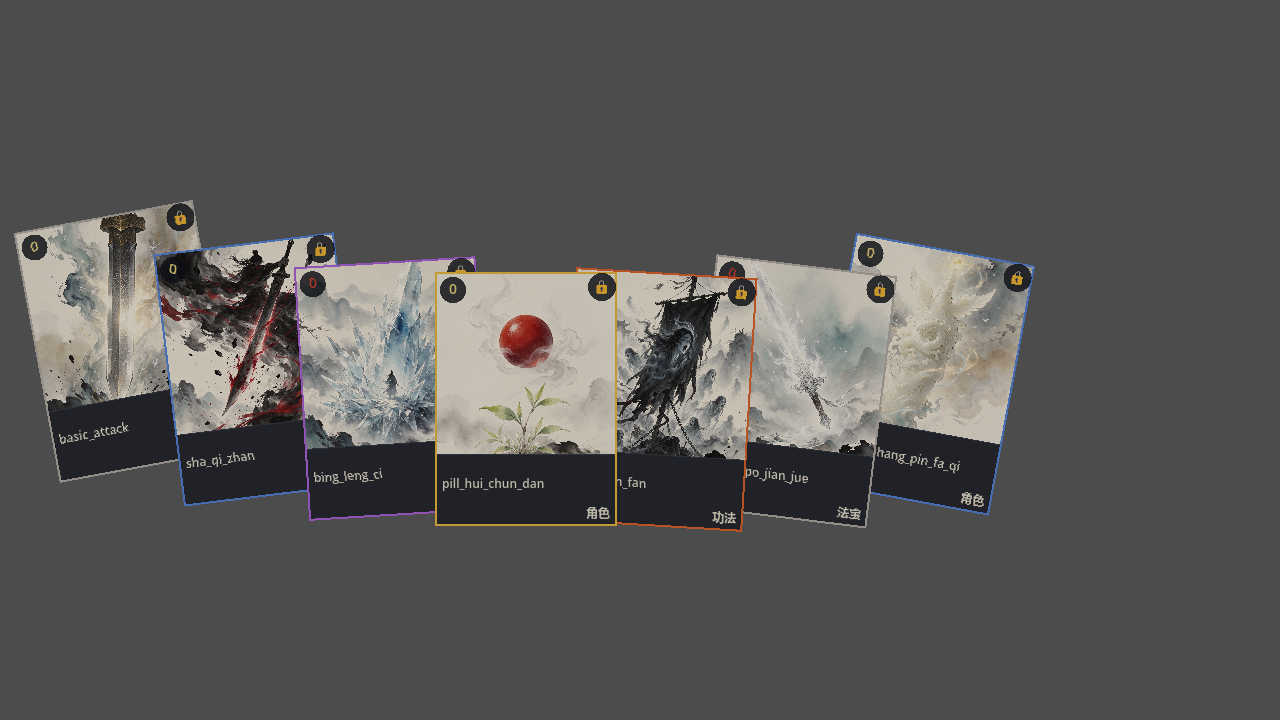 0
basic_attack
0
sha_qi_zhan
0
bing_leng_ci
0
pill_hui_chun_dan
角色
_fan
功法
0
po_jian_jue
法宝
0
hang_pin_fa_qi
角色